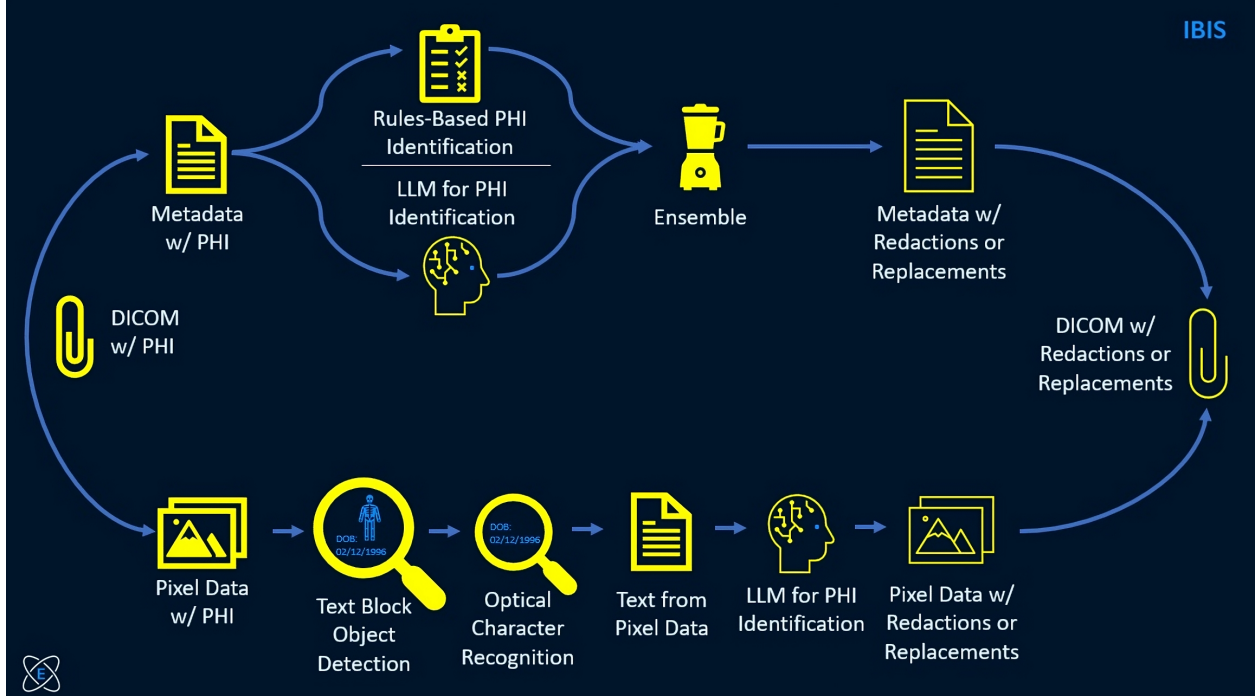 IBIS
Rules-Based PHI
Identification
LLM for PHI
Identification
Metadada
w/ PHI
Ensemble
Metadata w/
Redactions or
Replacements
DICOM
w/ PHI
DICOM w/
Redactions or
Replacements
DOB:
02/12/1996
DOB:
02/12/1996
Pixel Data
w/ PHI
Text Block
Object
Detection
Optical
Character
Recognition
Text from
Pixel Data
LLM for PHI
Identification
Pixel Data w/
Redactions or
Replacements
E